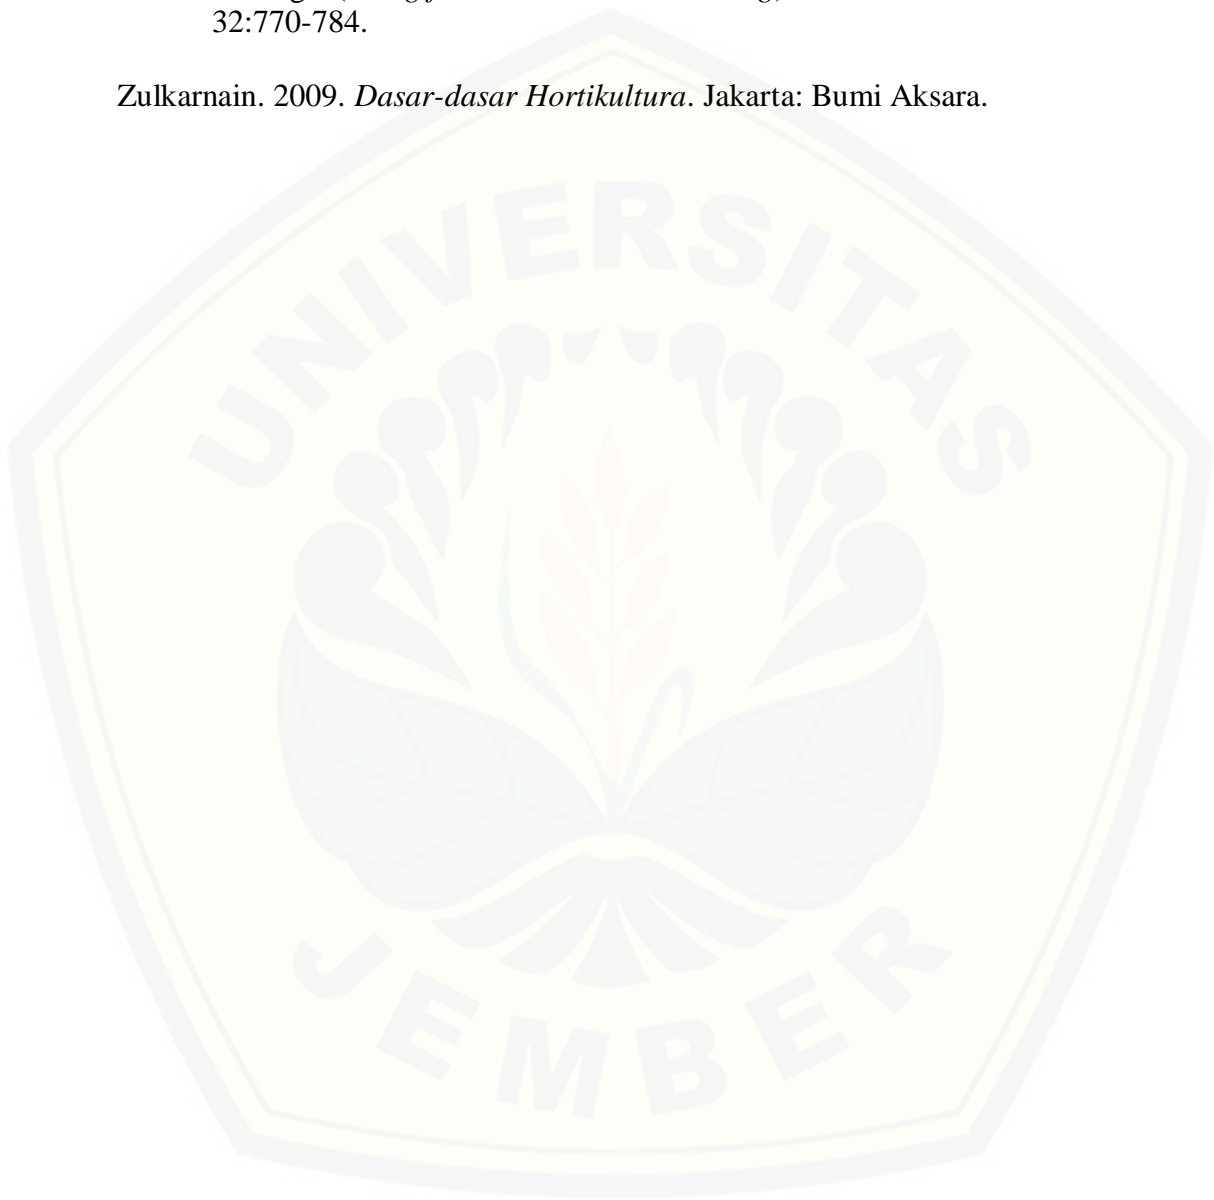 32:770-784.
Zulkarnain. 2009. Dasar-dasar Hortikultura. Jakarta: Bumi Aksara.
UNIVERSITAS
JEMBER